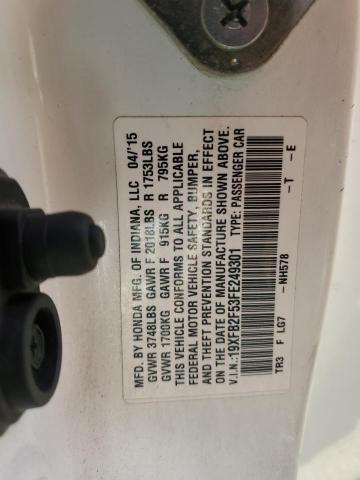 MFD. BY HONDA MFG. OF INDIANA, LLC 04/'15
GVWR 3748LBS GAWR F 2018LBS R 1753LBS
GVWR 1700KG GAWR F 915KG R 795KG
THIS VEHICLE CONFORMS TO ALL APPLICABLE
FEDERAL MOTOR VEHICLE SAFETY, BUMPER,
AND THEFT PREVENTION STANDARDS IN EFFECT
ON THE DATE OF MANUFACTURE SHOWN ABOVE.
V.I.N.:19XFB2F53FE249301 TYPE: PASSENGER CAR
TR3 F LG7 -NH578 -T -E